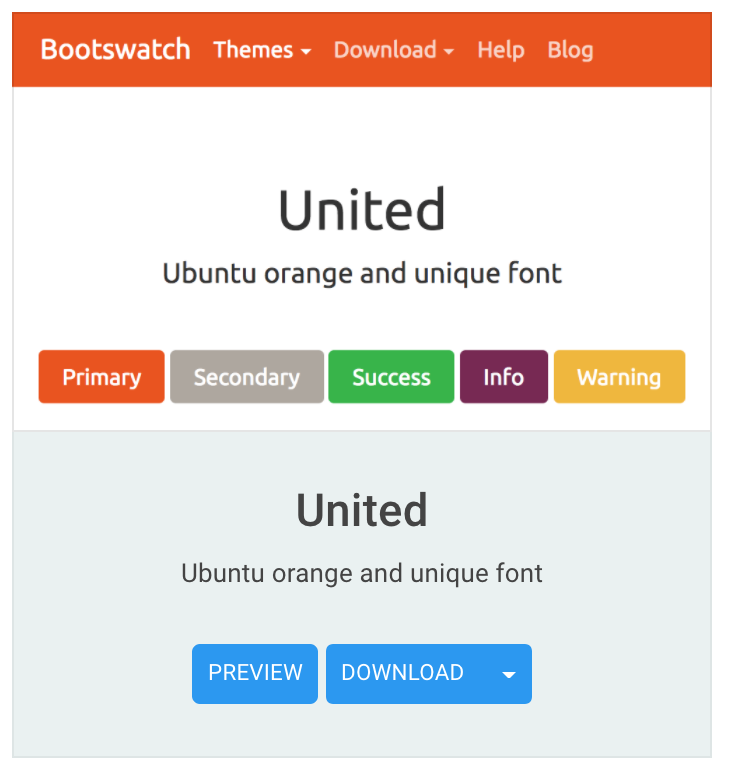 Bootswatch Themes Download Help Blog
United
Ubuntu orange and unique font
Primary Secondary Success Info Warning
United
Ubuntu orange and unique font
PREVIEW DOWNLOAD